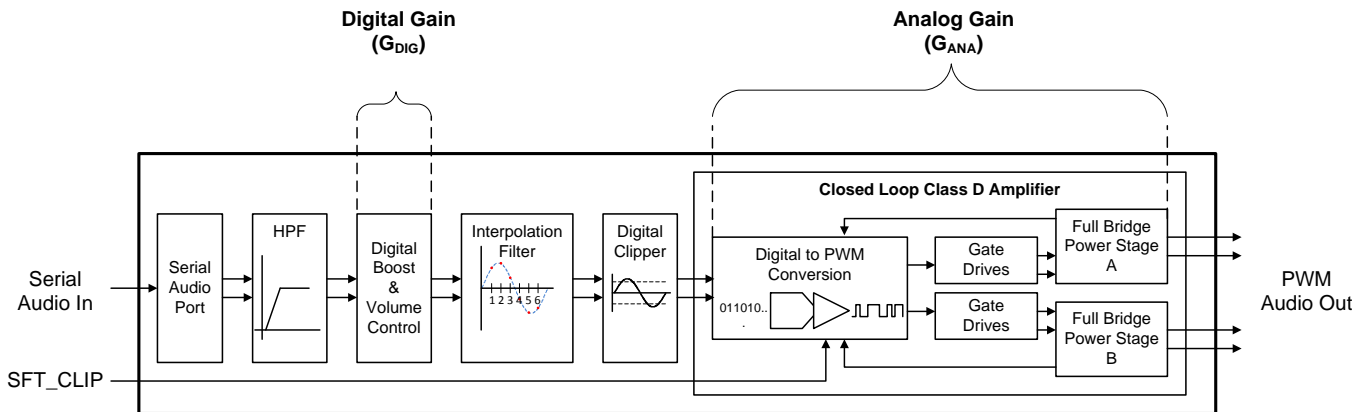 Digital Gain
(GDIG)
Analog Gain
(GANA)
Closed Loop Class D Amplifier
Serial
Audio In
Serial
Audio
Port
HPF
Digital
Boost
&
Volume
Control
Interpolation
Filter
1 2 3 4 5 6
Digital
Clipper
Digital to PWM
Conversion
011010..
.
Gate
Drives
Gate
Drives
Full Bridge
Power Stage
A
Full Bridge
Power Stage
B
PWM
Audio Out
SFT_CLIP